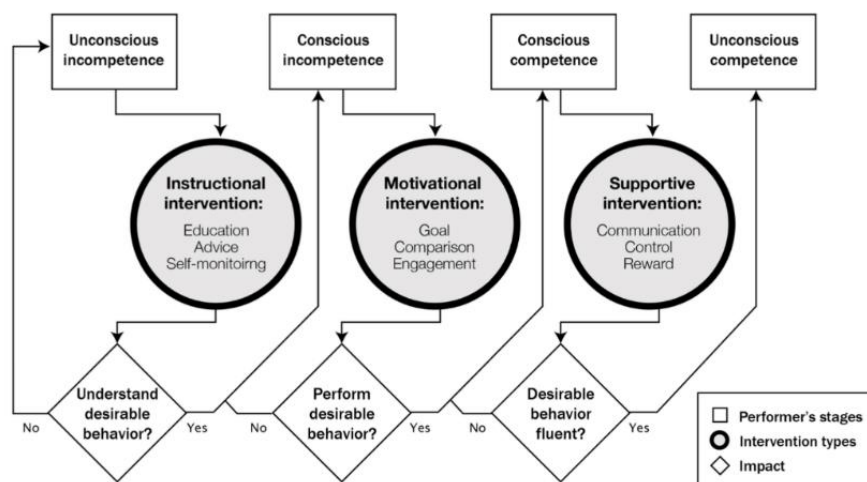 Unconscious
incompetence
Conscious
incompetence
Conscious
competence
Unconscious
competence
Instructional
intervention:
Education
Advice
Self-monitoirng
Motivational
intervention:
Goal
Comparison
Engagement
Supportive
intervention:
Communication
Control
Reward
Understand
desirable
behavior?
No
Yes
Perform
desirable
behavior?
No
Yes
Desirable
behavior
fluent?
No
Yes
Performer's stages
Intervention types
Impact